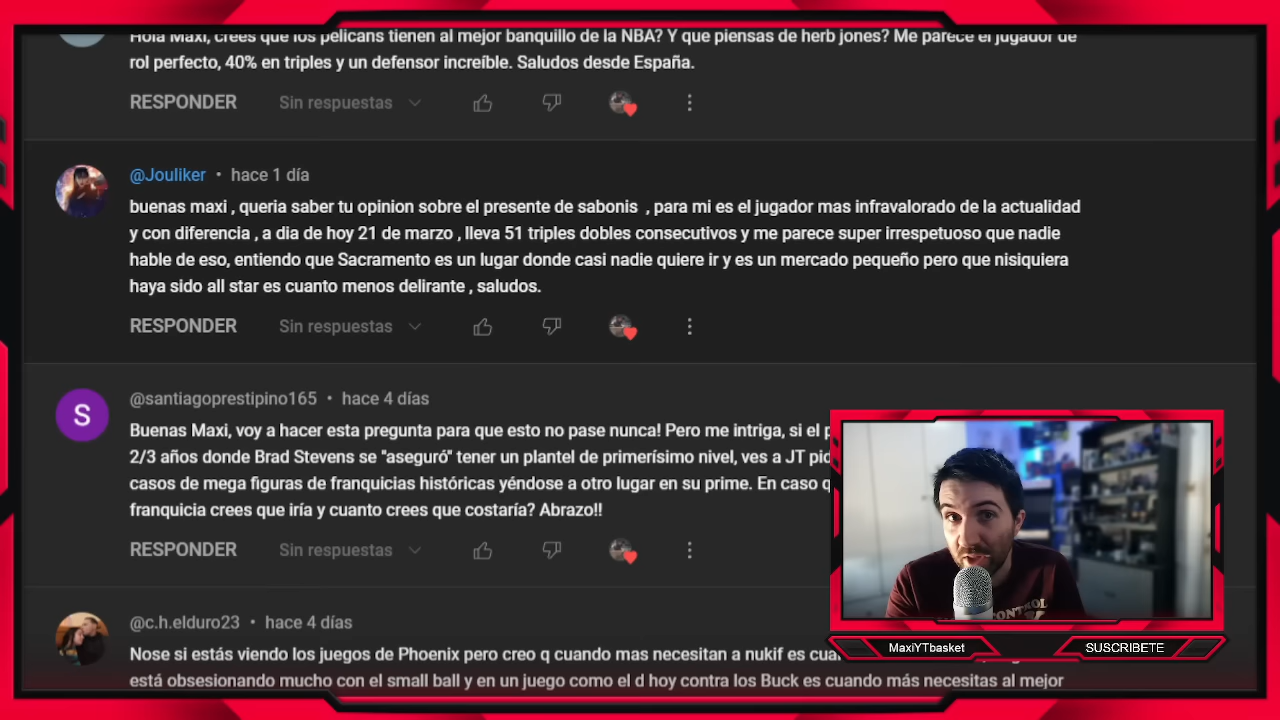 Hola Maxi, crees que los pelicans tienen al mejor banquillo de la NBA? Y que piensas de herb jones? Me parece el jugador de
rol perfecto, 40% en triples y un defensor increíble. Saludos desde España.
RESPONDER Sin respuestas
@Jouliker • hace 1 día
buenas maxi , queria saber tu opinion sobre el presente de sabonis , para mi es el jugador mas infravalorado de la actualidad
y con diferencia , a dia de hoy 21 de marzo , lleva 51 triples dobles consecutivos y me parece super irrespetuoso que nadie
hable de eso, entiendo que Sacramento es un lugar donde casi nadie quiere ir y es un mercado pequeño pero que nisiquiera
haya sido all star es cuanto menos delirante , saludos.
RESPONDER Sin respuestas
S
@santiagoprestipino165 • hace 4 días
Buenas Maxi, voy a hacer esta pregunta para que esto no pase nunca! Pero me intriga, si el
2/3 años donde Brad Stevens se "aseguró" tener un plantel de primerísimo nivel, ves a JT
casos de mega figuras de franquicias históricas yéndose a otro lugar en su prime. En caso
franquicia crees que iría y cuanto crees que costaría? Abrazo!!
RESPONDER Sin respuestas
CONTROL
MaxiYTbasket
SUSCRIBETE
@c.h.elduro23 • hace 4 días
Nose si estás viendo los juegos de Phoenix pero creo q cuando mas necesitan a nukif es
está obsesionando mucho con el small ball y en un juego como el d hoy contra los Buck es cuando más necesitas al mejor